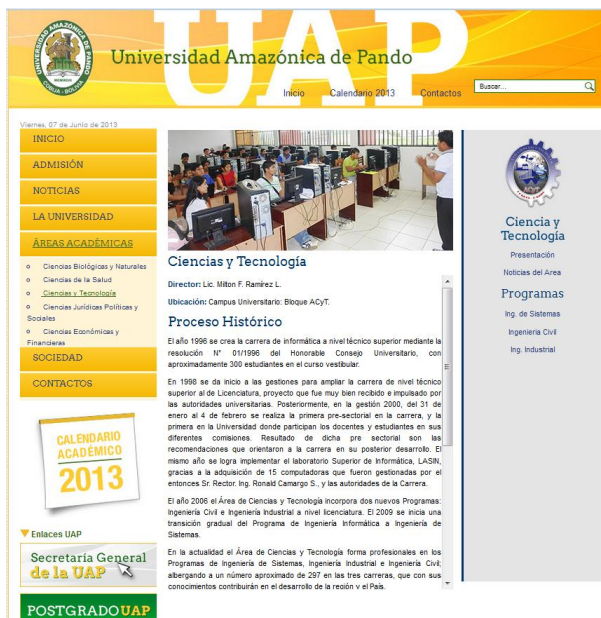 UNIVERSIDAD AMAZÓNICA DE PANDO
COBIJA - BOLIVIA
UAP
Universidad Amazónica de Pando
Inicio Calendario 2013 Contactos
Buscar...
Viernes, 07 de Junio de 2013
INICIO
ADMISIÓN
NOTICIAS
LA UNIVERSIDAD
ÁREAS ACADÉMICAS
Ciencias Biológicas y Naturales
Ciencias de la Salud
Ciencias y Tecnología
Ciencias Jurídicas Políticas y
Sociales
Ciencias Económicas y
Financieras
SOCIEDAD
CONTACTOS
CALENDARIO
ACADÉMICO
2013
Enlaces UAP
Secretaría General
de la UAP
POSTGRADO UAP
Ciencias y Tecnología
Director: Lic. Milton F. Ramírez L.
Ubicación: Campus Universitario: Bloque ACyT.
Proceso Histórico
El año 1996 se crea la carrera de informática a nivel técnico superior mediante la
resolución N° 01/1996 del Honorable Consejo Universitario, con
aproximadamente 300 estudiantes en el curso vestibular.
En 1998 se da inicio a las gestiones para ampliar la carrera de nivel técnico
superior al de Licenciatura, proyecto que fue muy bien recibido e impulsado por
las autoridades universitarias. Posteriormente, en la gestión 2000, del 31 de
enero al 4 de febrero se realiza la primera pre-sectorial en la carrera, y la
primera en la Universidad donde participan los docentes y estudiantes en sus
diferentes comisiones. Resultado de dicha pre sectorial son las
recomendaciones que orientaron a la carrera en su posterior desarrollo. El
mismo año se logra implementar el laboratorio Superior de Informática, LASIN,
gracias a la adquisición de 15 computadoras que fueron gestionadas por el
entonces Sr. Rector. Ing. Ronald Camargo S., y las autoridades de la Carrera.
El año 2006 el Área de Ciencias y Tecnología incorpora dos nuevos Programas:
Ingeniería Civil e Ingeniería Industrial a nivel licenciatura. El 2009 se inicia una
transición gradual del Programa de Ingeniería Informática a Ingeniería de
Sistemas.
En la actualidad el Área de Ciencias y Tecnología forma profesionales en los
Programas de Ingeniería de Sistemas, Ingeniería Industrial e Ingeniería Civil;
albergando a un número aproximado de 297 en las tres carreras, que con sus
conocimientos contribuirán en el desarrollo de la región y el País.
ACyT
Ciencia y
Tecnología
Presentación
Noticias del Area
Programas
Ing. de Sistemas
Ingenieria Civil
Ing. Industrial